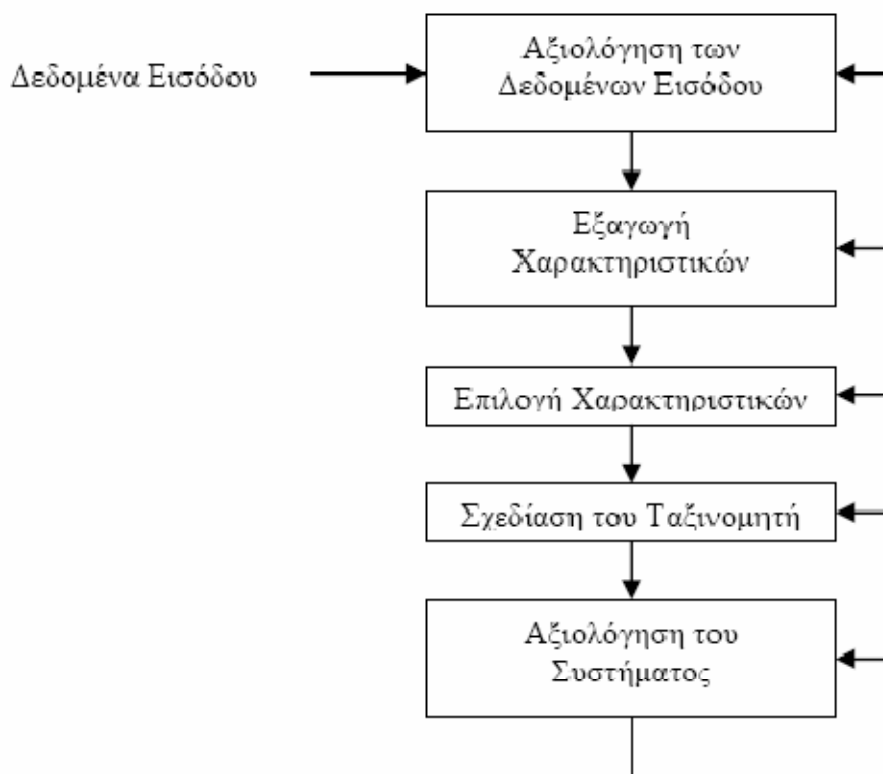 Δεδομένα Εισόδου
Αξιολόγηση των
Δεδομένων Εισόδου
Εξαγωγή
Χαρακτηριστικών
Επιλογή Χαρακτηριστικών
Σχεδίαση του Ταξινομητή
Αξιολόγηση του
Συστήματος